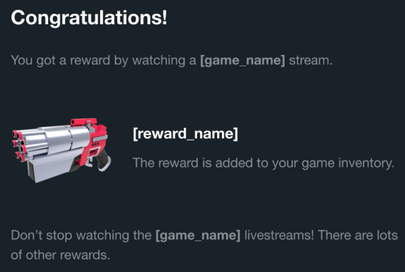 Congratulations!
You got a reward by watching a [game_name] stream.
[reward_name]
The reward is added to your game inventory.
Don't stop watching the [game_name] livestreams! There are lots
of other rewards.